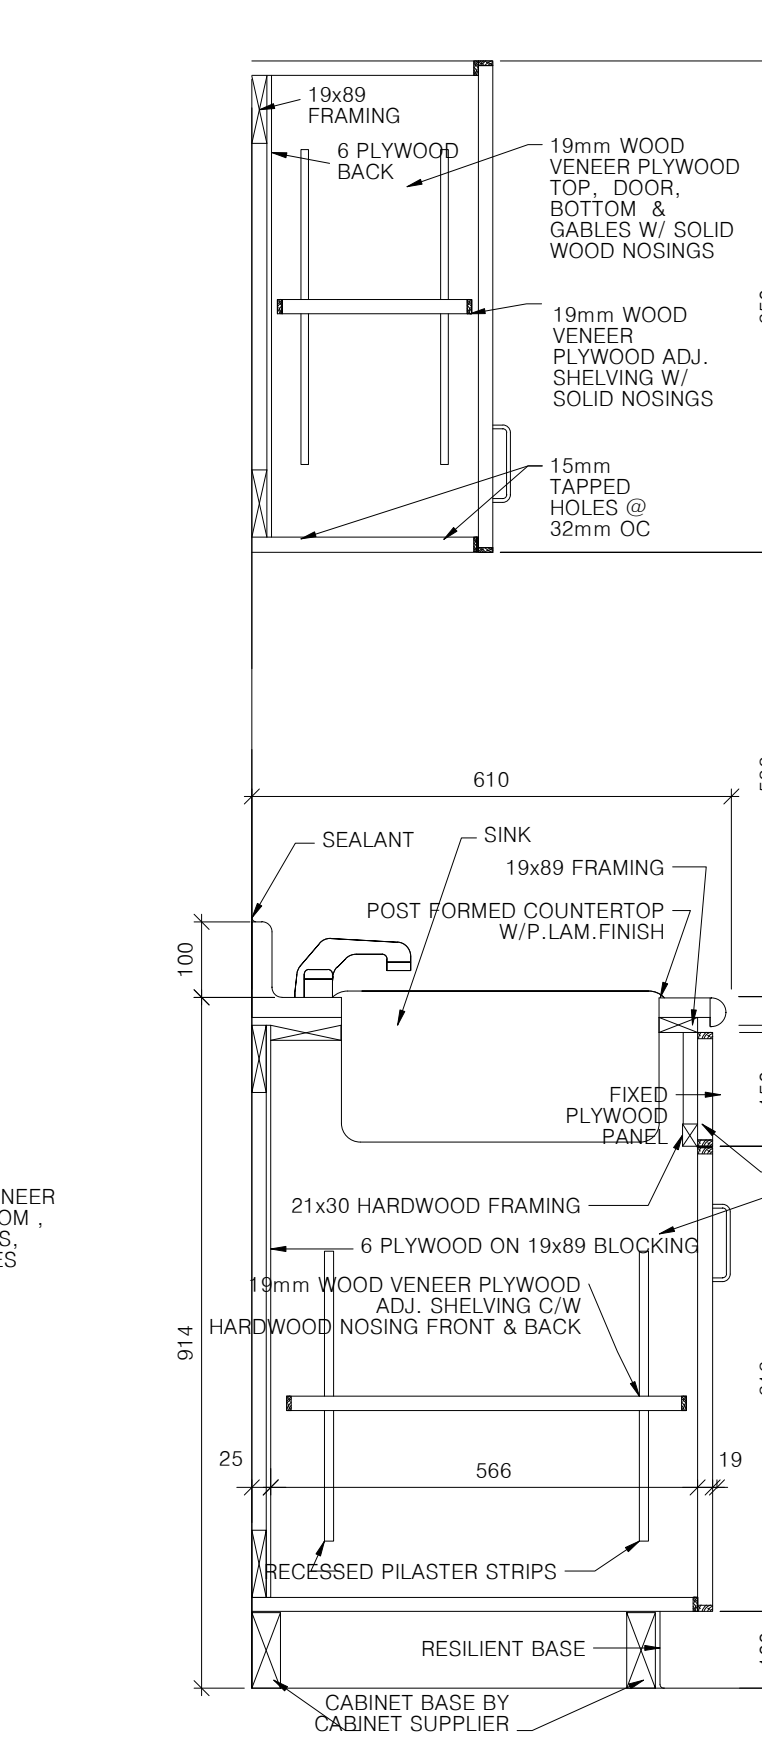 19x89
FRAMING
6 PLYWOOD
BACK
19mm WOOD
VENEER PLYWOOD
TOP, DOOR,
BOTTOM &
GABLES W/ SOLID
WOOD NOSINGS
19mm WOOD
VENEER
PLYWOOD ADJ.
SHELVING W/
SOLID NOSINGS
15mm
TAPPED
HOLES @
32mm OC
610
SEALANT
SINK
19x89 FRAMING
POST FORMED COUNTERTOP
W/P.LAM.FINISH
100
FIXED
PLYWOOD
PANEL
21x30 HARDWOOD FRAMING
6 PLYWOOD ON 19x89 BLOCKING
19mm WOOD VENEER PLYWOOD
ADJ. SHELVING C/W
HARDWOOD NOSING FRONT & BACK
914
25
566
19
RECESSED PILASTER STRIPS
RESILIENT BASE
CABINET BASE BY
CABINET SUPPLIER